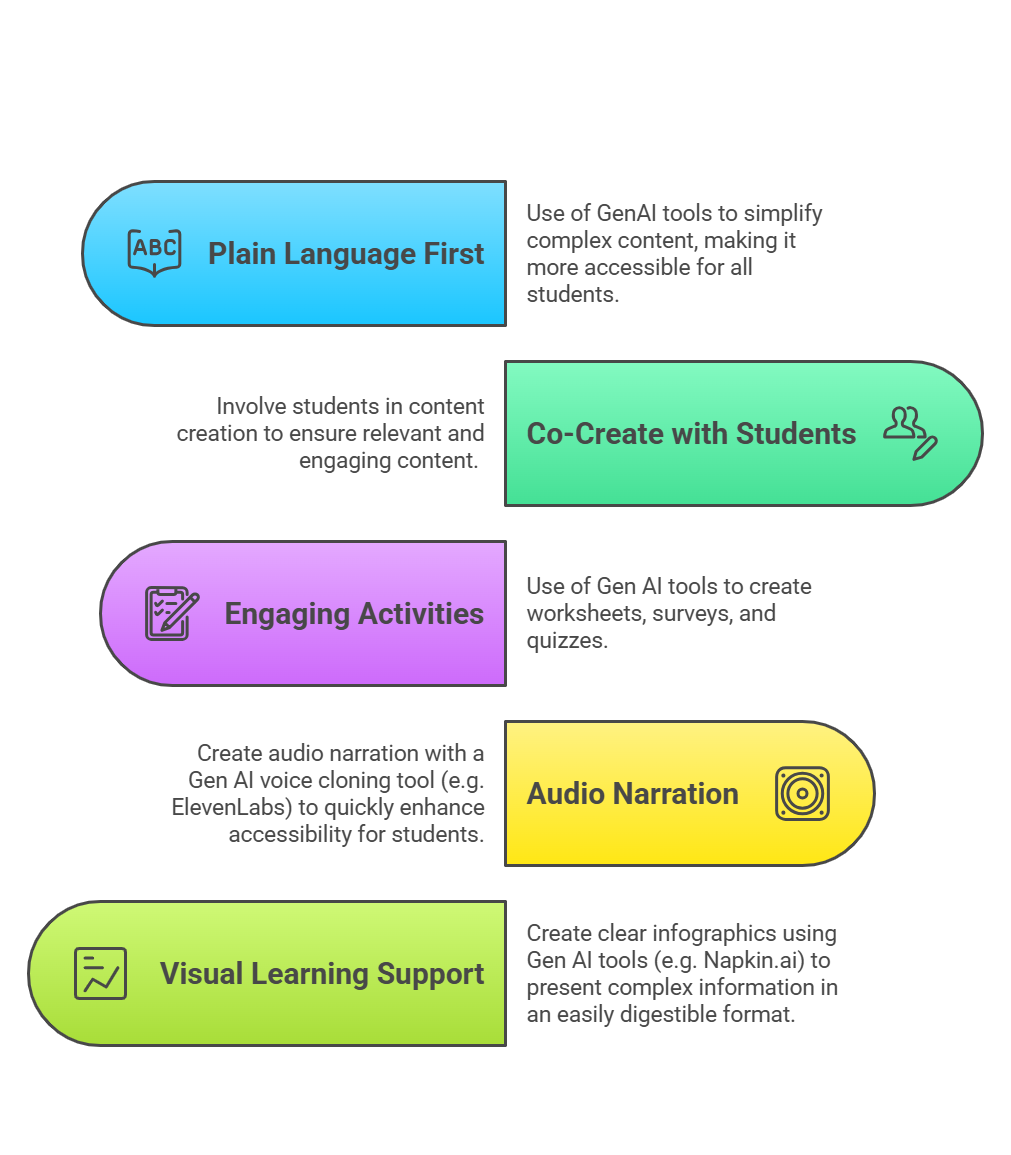 ABC
Plain Language First
Use of GenAI tools to simplify
complex content, making it
more accessible for all
students.
Involve students in content
creation to ensure relevant and
engaging content.
Co-Create with Students
Engaging Activities
Use of Gen AI tools to create
worksheets, surveys, and
quizzes.
Create audio narration with a
Gen AI voice cloning tool (e.g.
ElevenLabs) to quickly enhance
accessibility for students.
Audio Narration
Visual Learning Support
Create clear infographics using
Gen AI tools (e.g. Napkin.ai) to
present complex information in
an easily digestible format.